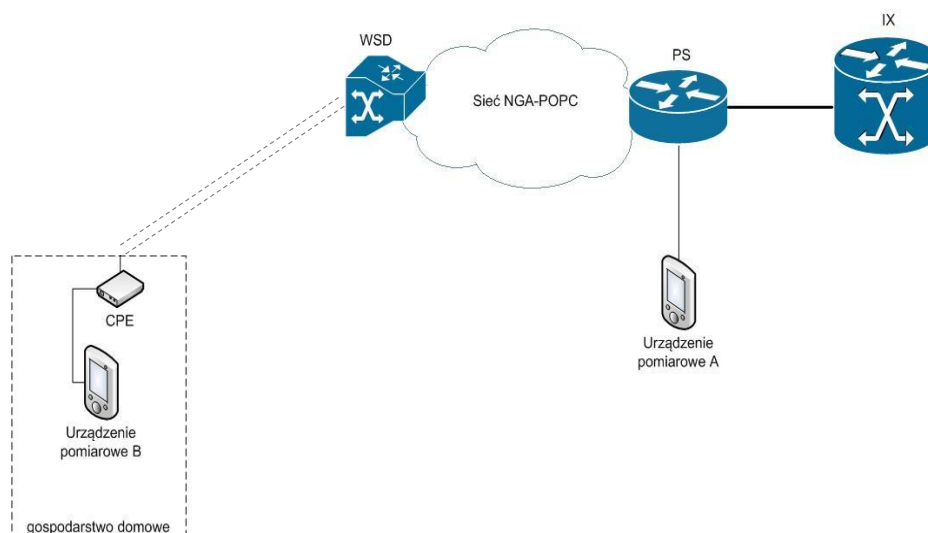 IX
WSD
PS
Sieć NGA-POPC
CPE
Urządzenie
pomiarowe A
Urządzenie
pomiarowe B
gospodarstwo domowe